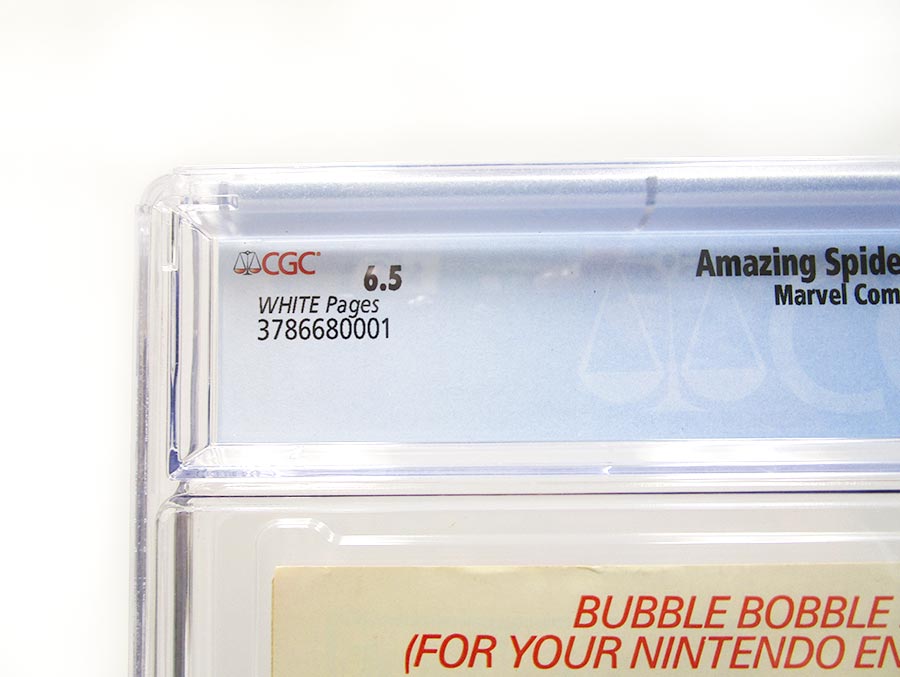 CGC
6.5
WHITE Pages
3786680001
Amazing Spide
Marvel Com
BUBBLE BOBBLE
(FOR YOUR NINTENDO EN